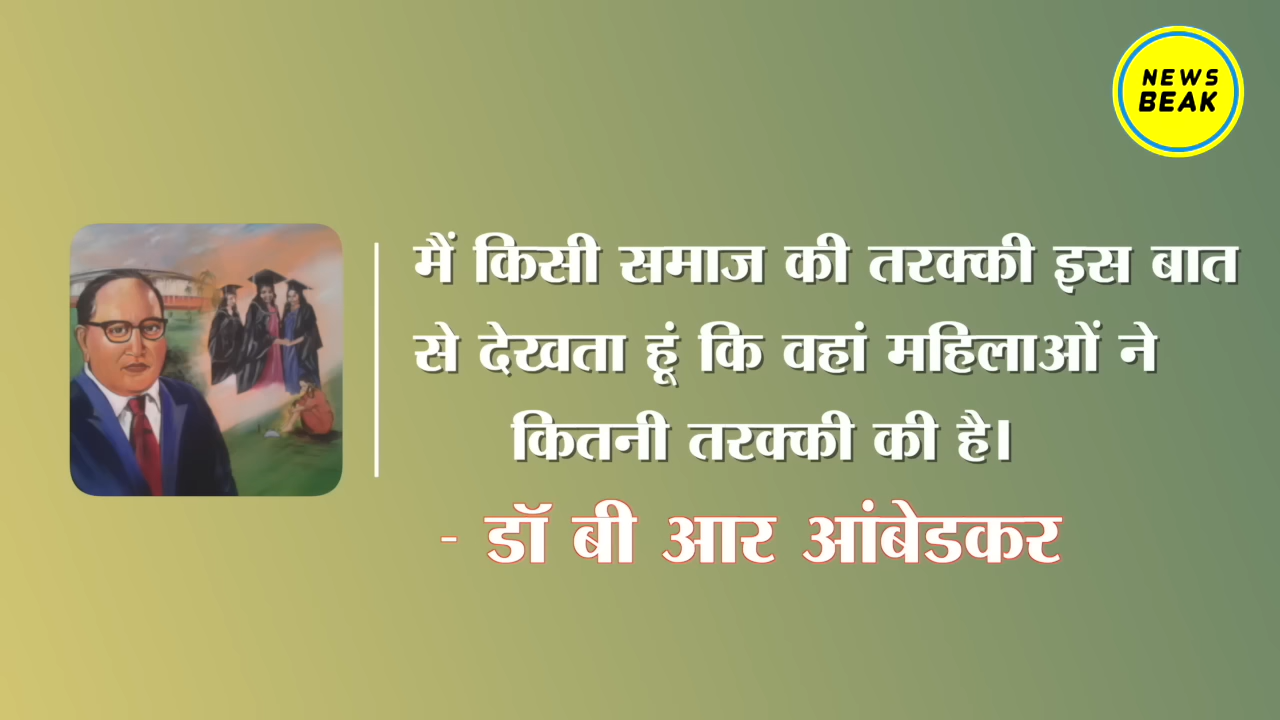 NEWS
BEAK
मैं किसी समाज की तरक्की इस बात
से देखता हूं कि वहां महिलाओं ने
कितनी तरक्की की है।
- डॉ बी आर आंबेडकर